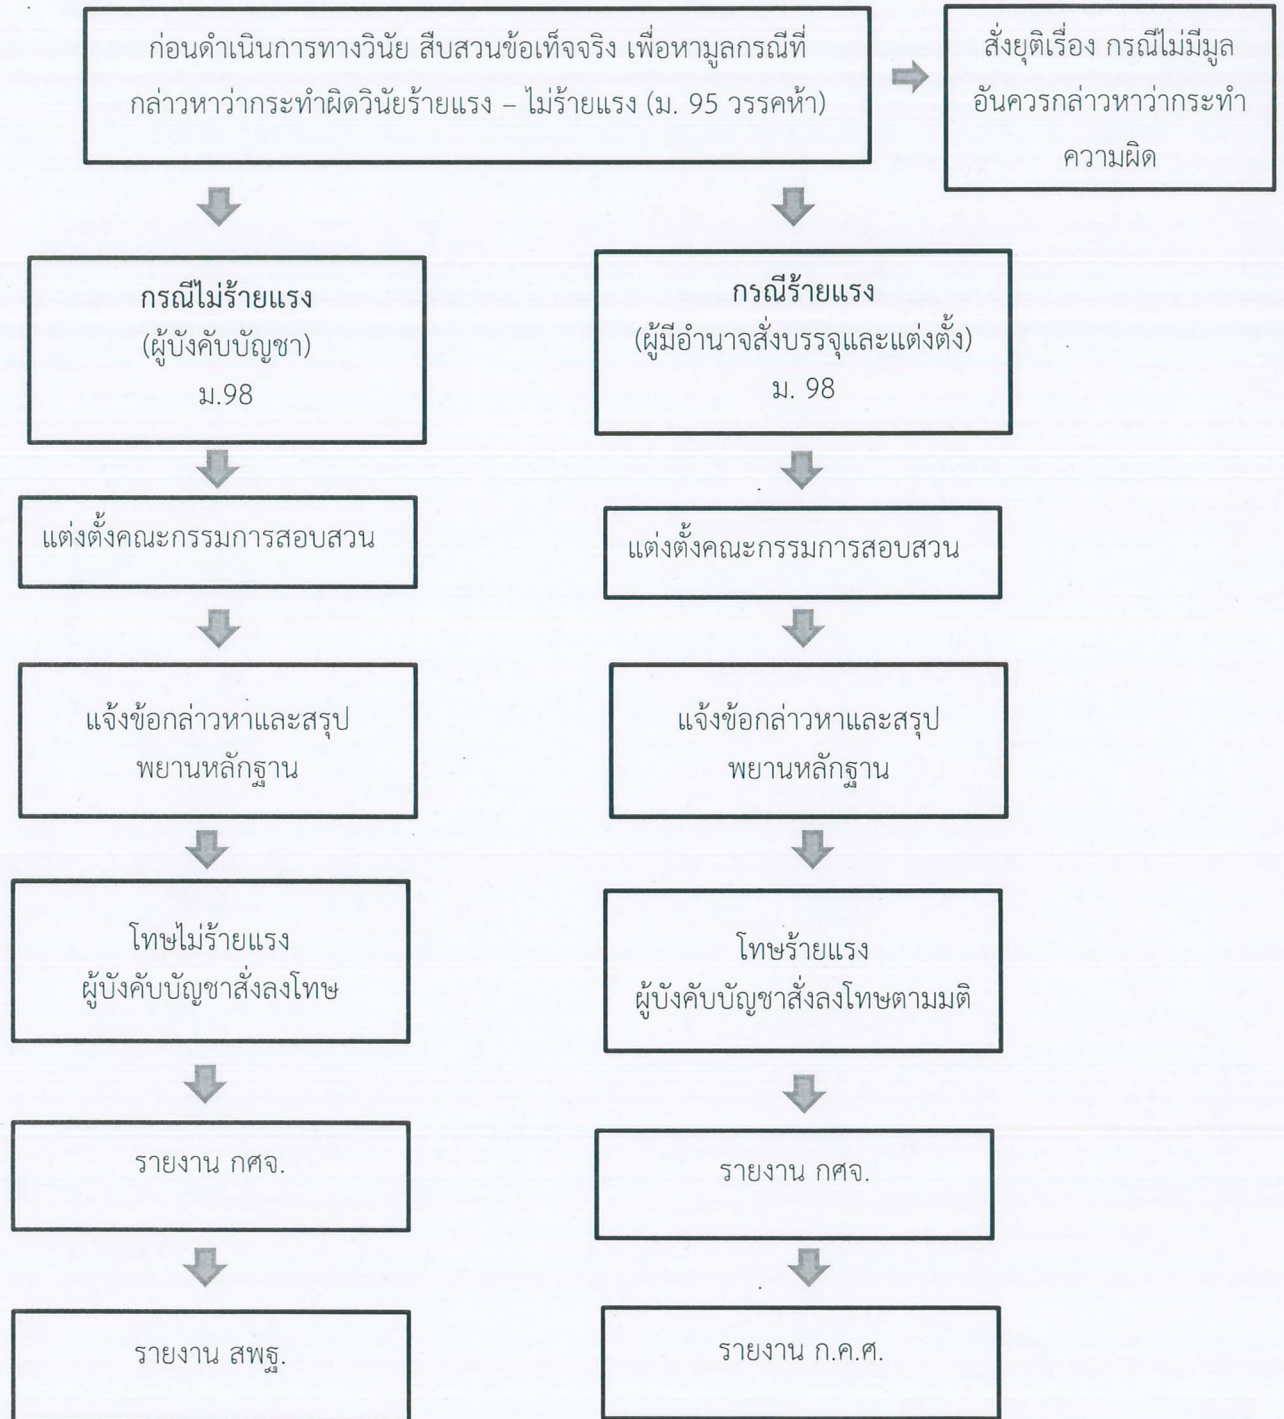 ก่อนดำเนินการทางวินัย สืบสวนข้อเท็จจริง เพื่อหามูลกรณีที่
กล่าวหาว่ากระทำผิดวินัยร้ายแรง – ไม่ร้ายแรง (ม. 95 วรรคห้า)
สั่งยุติเรื่อง กรณีไม่มีมูล
อันควรกล่าวหาว่ากระทำ
ความผิด
กรณีไม่ร้ายแรง
(ผู้บังคับบัญชา)
ม.98
กรณีร้ายแรง
(ผู้มีอำนาจสั่งบรรจุและแต่งตั้ง)
ม. 98
แต่งตั้งคณะกรรมการสอบสวน
แต่งตั้งคณะกรรมการสอบสวน
แจ้งข้อกล่าวหาและสรุป
พยานหลักฐาน
แจ้งข้อกล่าวหาและสรุป
พยานหลักฐาน
โทษไม่ร้ายแรง
ผู้บังคับบัญชาสั่งลงโทษ
โทษร้ายแรง
ผู้บังคับบัญชาสั่งลงโทษตามมติ
รายงาน กศจ.
รายงาน กศจ.
รายงาน สพฐ.
รายงาน ก.ค.ศ.